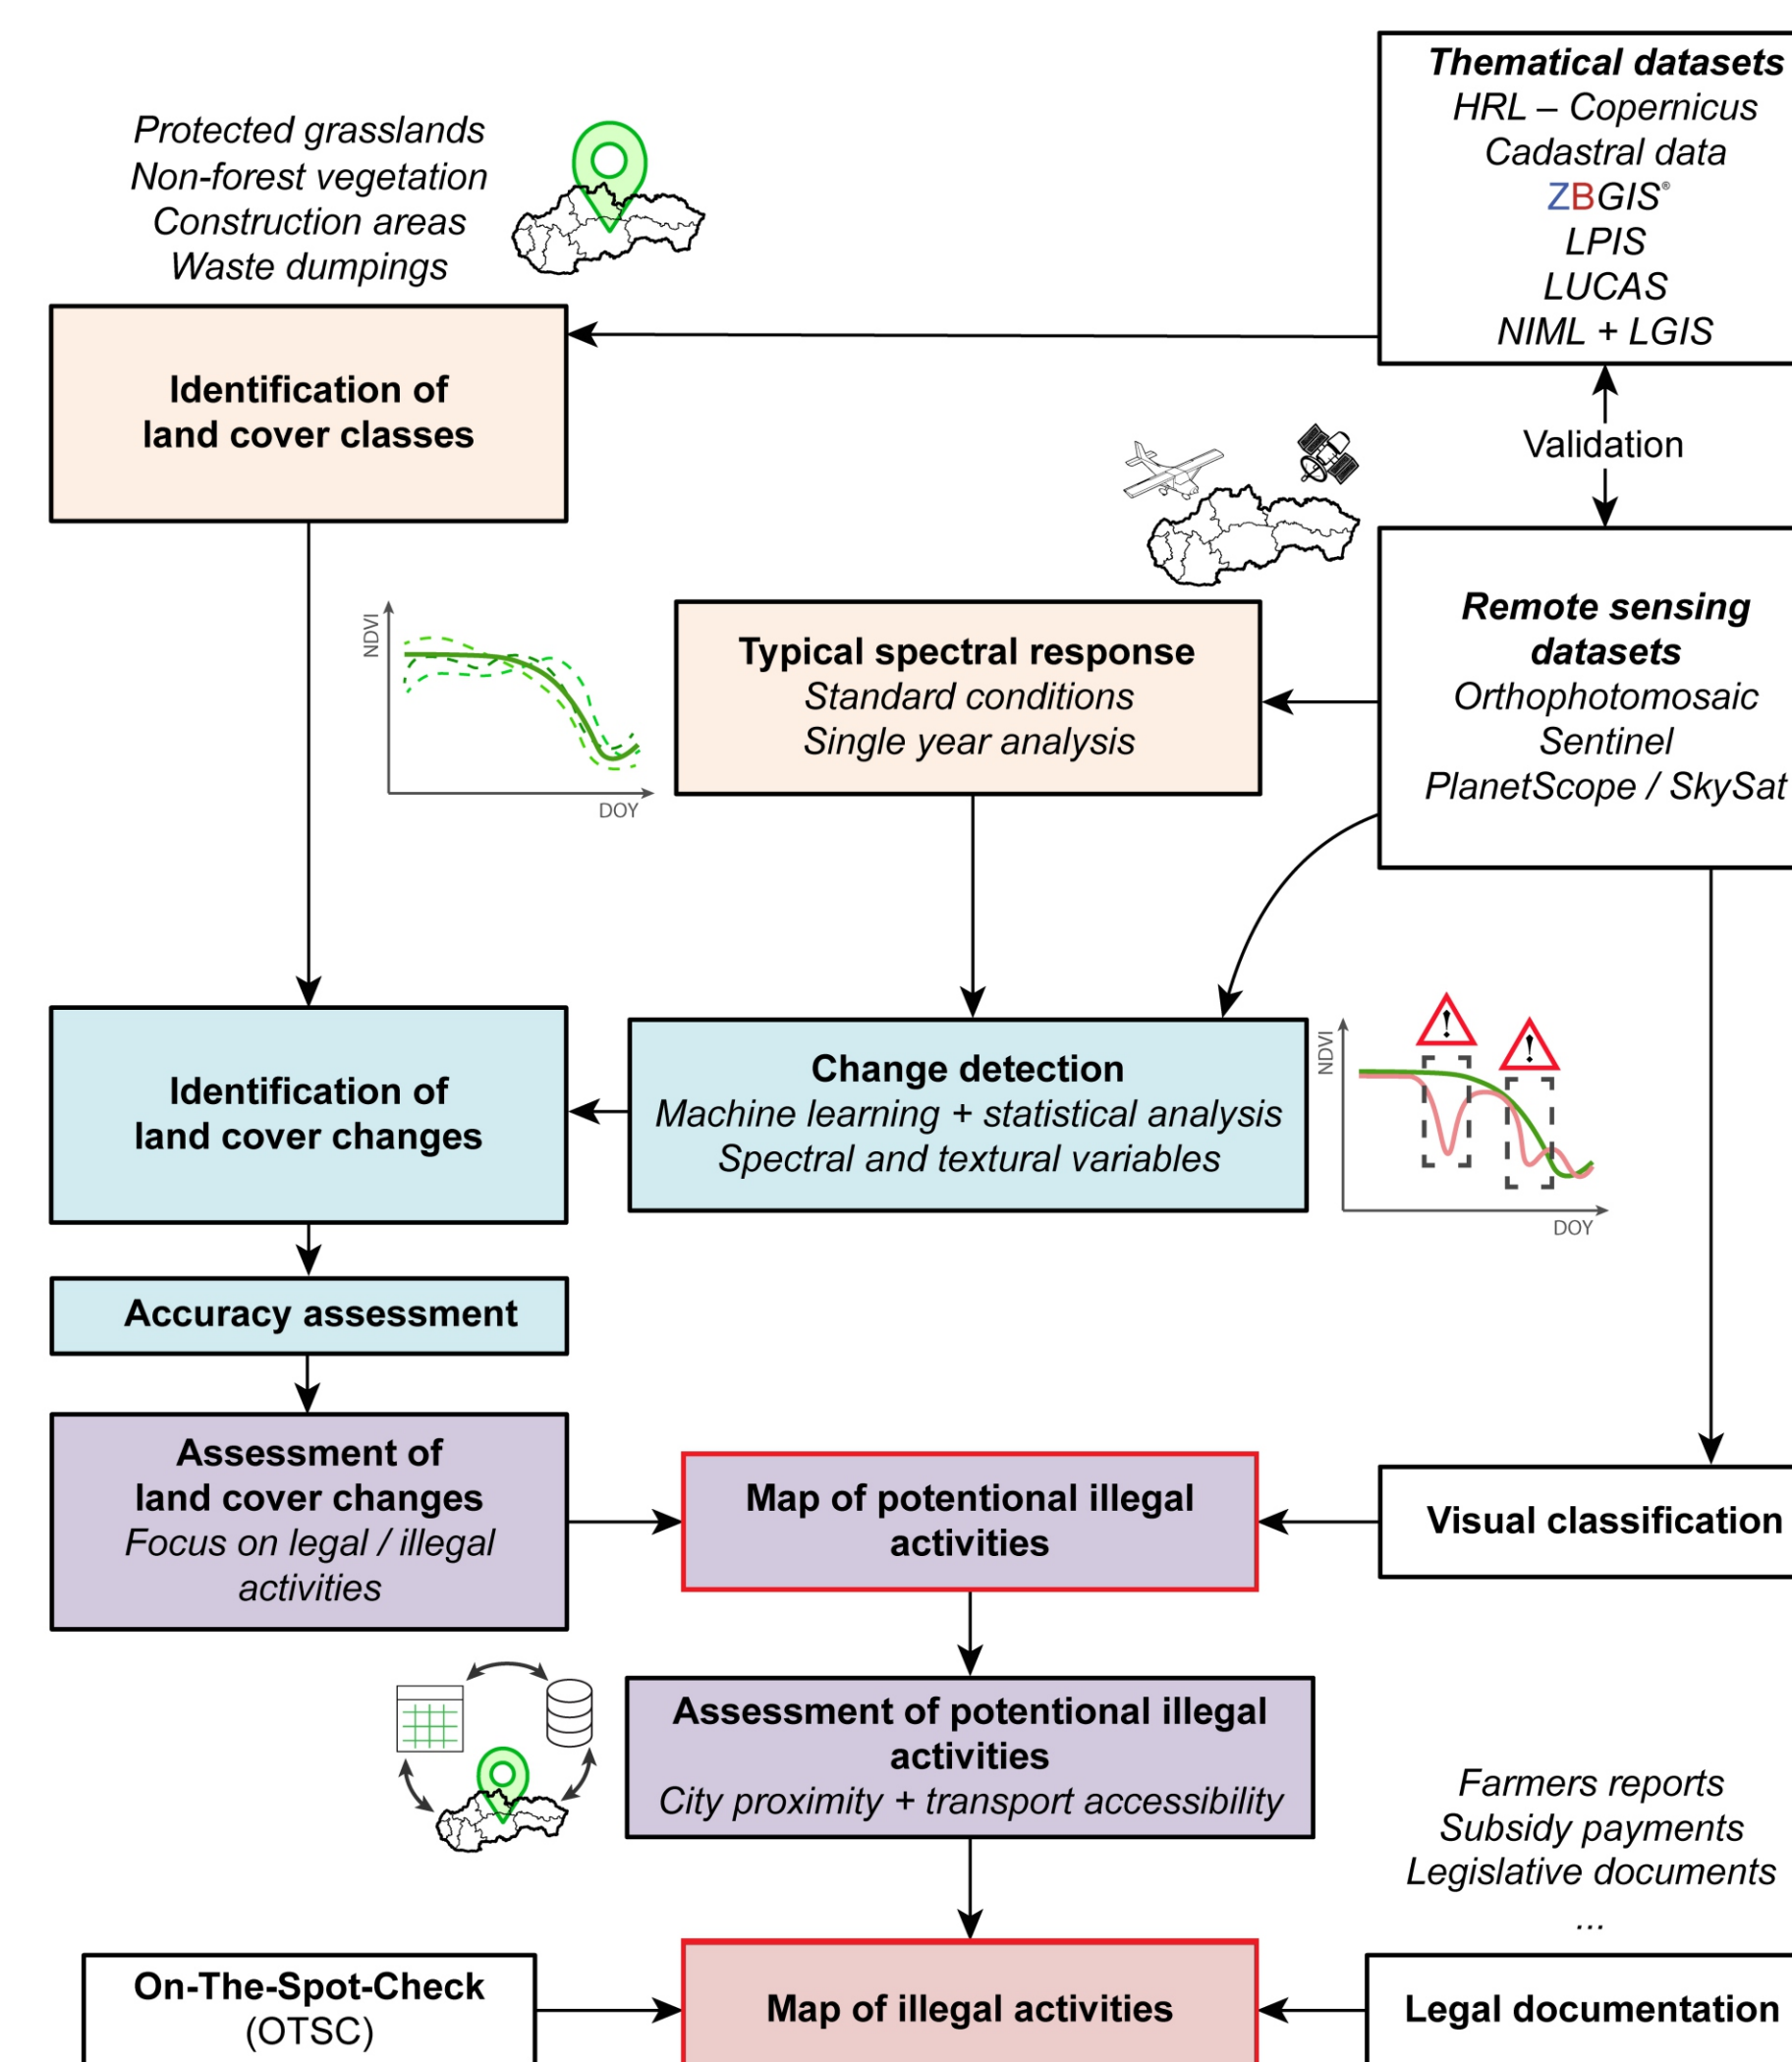 Thematical datasets
HRL – Copernicus
Cadastral data
ZBGIS®
LPIS
LUCAS
NIML + LGIS
Protected grasslands
Non-forest vegetation
Construction areas
Waste dumpings
Identification of
land cover classes
Validation
Remote sensing
datasets
Orthophotomosaic
Sentinel
PlanetScope / SkySat
Typical spectral response
Standard conditions
Single year analysis
NDVI
DOY
Identification of
land cover changes
Change detection
Machine learning + statistical analysis
Spectral and textural variables
NDVI
!
!
DOY
Accuracy assessment
Assessment of
land cover changes
Focus on legal / illegal
activities
Map of potential illegal
activities
Visual classification
Assessment of potential illegal
activities
City proximity + transport accessibility
Farmers reports
Subsidy payments
Legislative documents
...
On-The-Spot-Check
(OTSC)
Map of illegal activities
Legal documentation